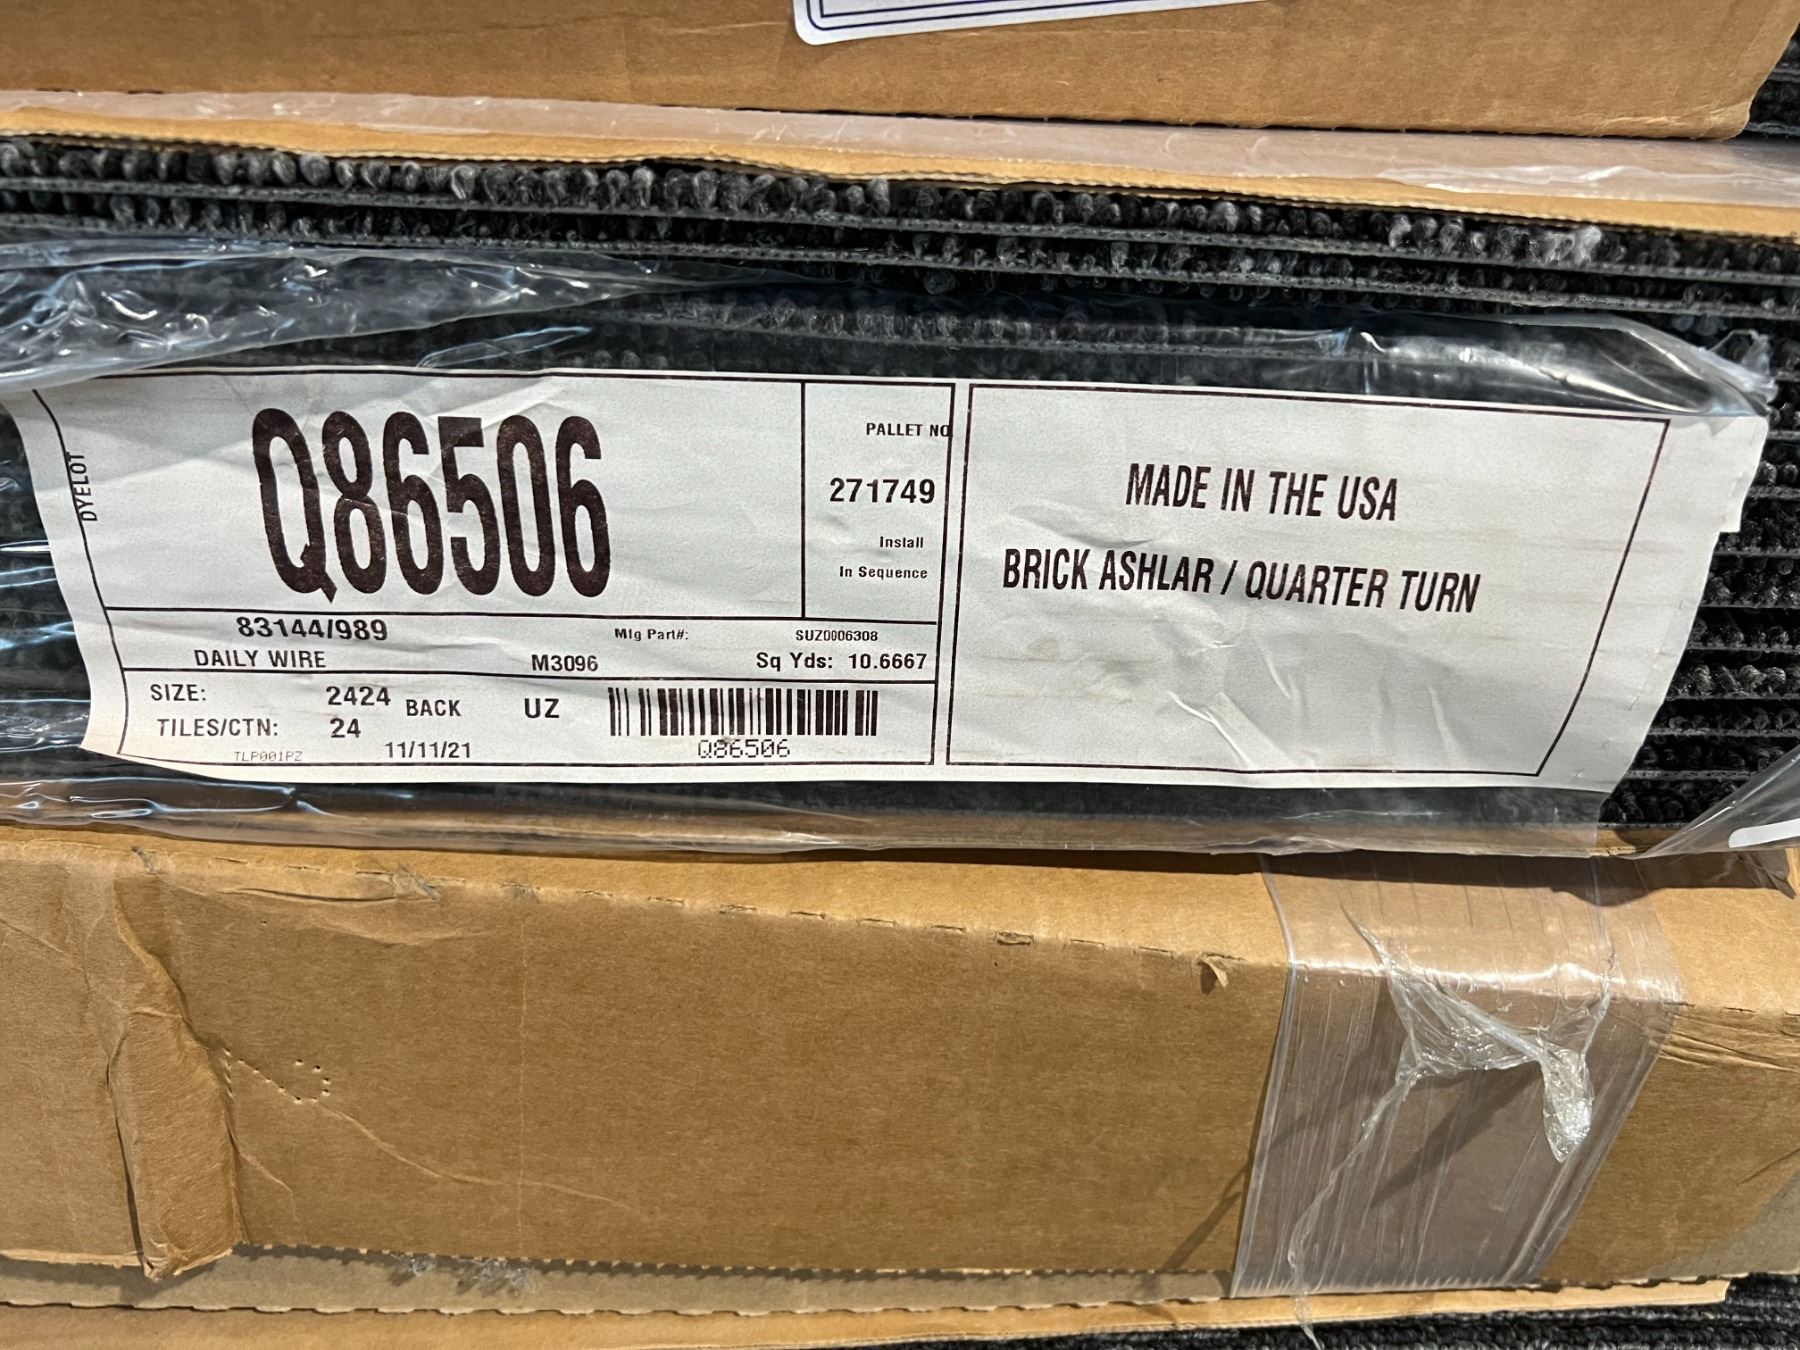 DYELOT
Q86506
PALLET NO
271749
Install
In Sequence
83144/989
Mfg Part#:
SUZ0006308
DAILY WIRE
M3096
Sq Yds: 10.6667
SIZE:
2424
BACK
UZ
TILES/CTN:
24
TLP001PZ
11/11/21
Q86506
MADE IN THE USA
BRICK ASHLAR / QUARTER TURN